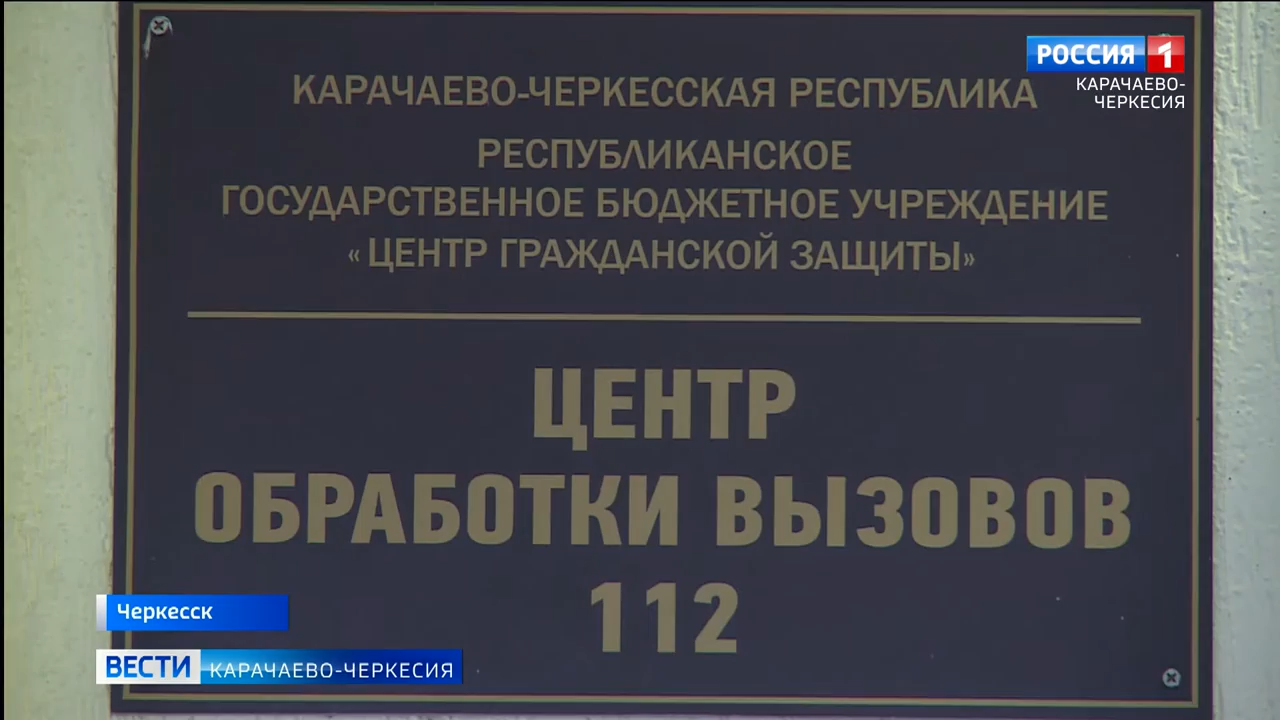 РОССИЯ 1
КАРАЧАЕВО-
ЧЕРКЕСИЯ
КАРАЧАЕВО-ЧЕРКЕССКАЯ РЕСПУБЛИКА
РЕСПУБЛИКАНСКОЕ
ГОСУДАРСТВЕННОЕ БЮДЖЕТНОЕ УЧРЕЖДЕНИЕ
«ЦЕНТР ГРАЖДАНСКОЙ ЗАЩИТЫ»
ЦЕНТР
ОБРАБОТКИ ВЫЗОВОВ
112
Черкесск
ВЕСТИ КАРАЧАЕВО-ЧЕРКЕСИЯ